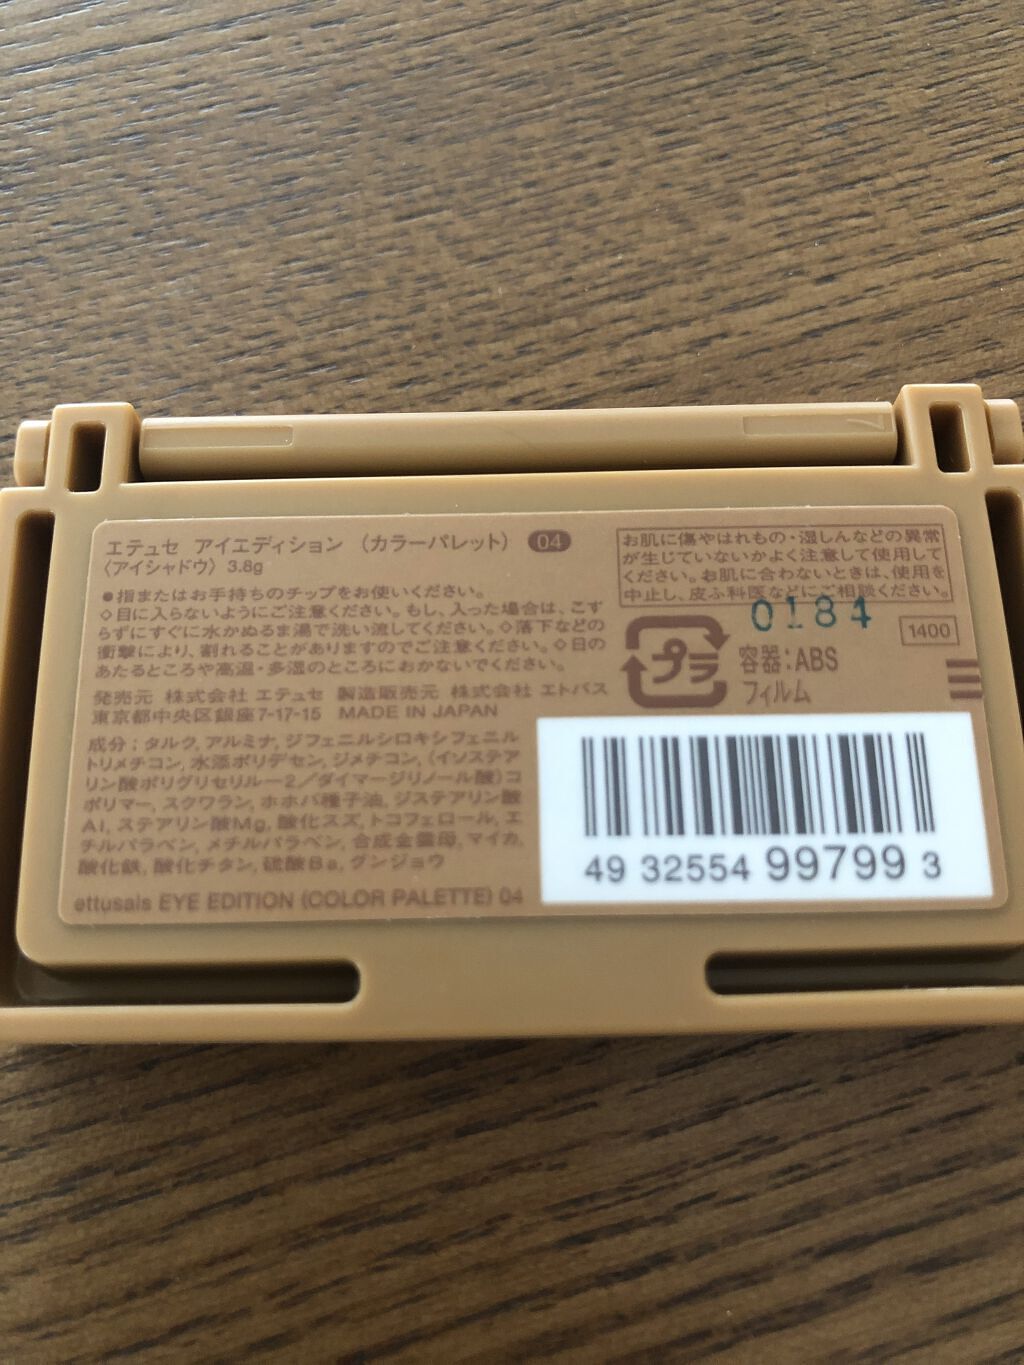 エテュセ アイエディション （カラーパレット） 04
〈アイシャドウ〉 3.8g
●指またはお手持ちのチップをお使いください。
◇目に入らないようにご注意ください。もし、入った場合は、こす
らずにすぐに水かぬるま湯で洗い流してください。◇落下などの
衝撃により、割れることがありますのでご注意ください。◇日の
あたるところや高温・多湿のところにおかないでください。
発売元 株式会社 エテュセ 製造販売元 株式会社 エトバス
東京都中央区銀座7-17-15 MADE IN JAPAN
成分：タルク, アルミナ, ジフェニルシロキシフェニル
トリメチコン, 水添ポリデセン, ジメチコン, （イソステア
リン酸ポリグリセリル－2／ダイマージリノール酸）コ
ポリマー, スクワラン, ホホバ種子油, ジステアリン酸
Al, ステアリン酸Mg, 酸化スズ, トコフェロール, エ
チルパラベン, メチルパラベン, 合成金雲母, マイカ,
酸化鉄, 酸化チタン, 硫酸Ba, グンジョウ
ettusais EYE EDITION (COLOR PALETTE) 04
お肌に傷やはれもの・湿しんなどの異常
が生じていないかよく注意して使用して
ください。お肌に合わないときは、使用を
中止し、皮ふ科医などにご相談ください。
0184
1400
プラ
容器：ABS
フィルム
49 32554 99799 3